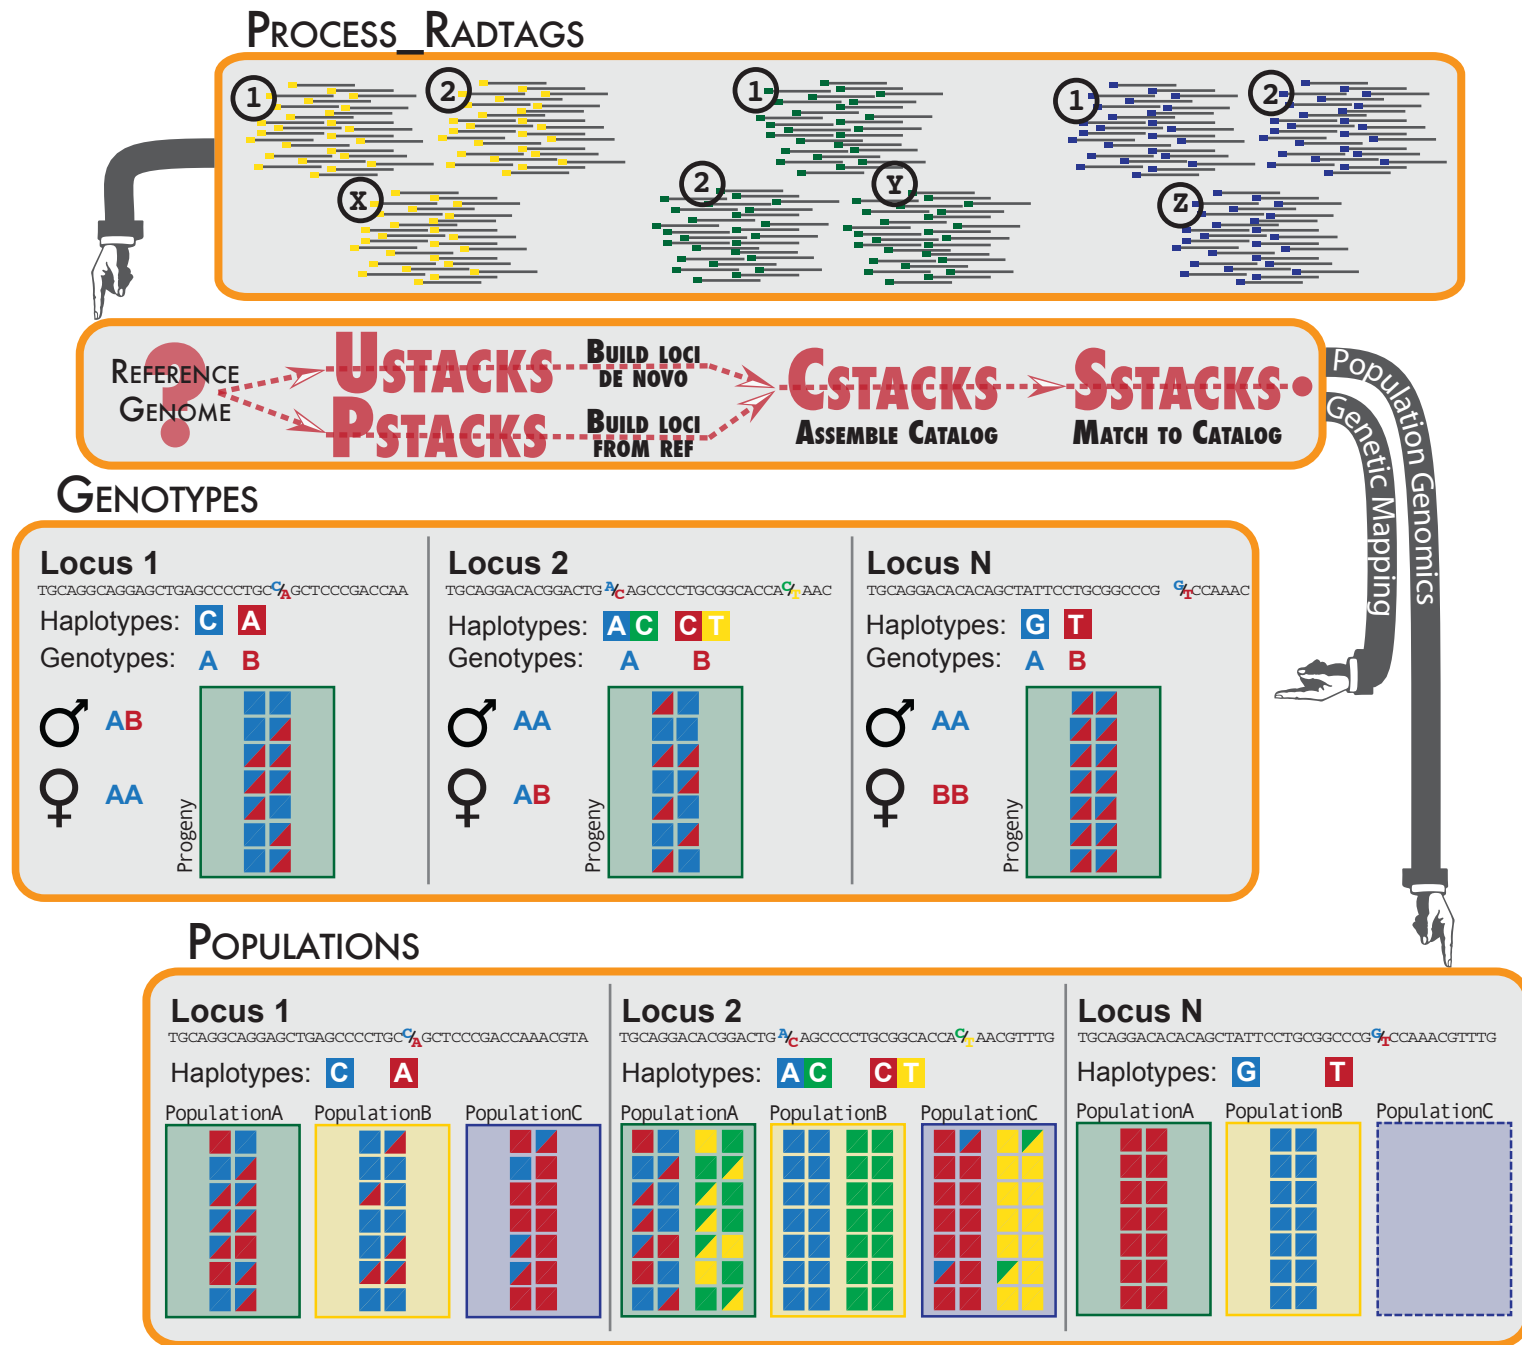 PROCESS_RADTAGS
1 2 1 1 2
X 2 Y Z
REFERENCE
GENOME
?
USTACKS
BUILD LOCI
DE NOVO
PSTACKS
BUILD LOCI
FROM REF
CSTACKS
ASSEMBLE CATALOG
SSTACKS
MATCH TO CATALOG
Population Genomics
Genetic Mapping
GENOTYPES
Locus 1
TGCAGGCAGGAGCTGAGCCCCTGCC/AGCTCCCGACCAA
Haplotypes: C A
Genotypes: A B
♂ AB
♀ AA
Progeny
Locus 2
TGCAGGACACGGACTGA/CAGCCCCTGCGGCACCAC/TAAC
Haplotypes: AC CT
Genotypes: A B
♂ AA
♀ AB
Progeny
Locus N
TGCAGGACACACAGCTATTCCTGCGGCCCG G/TCCAAAC
Haplotypes: G T
Genotypes: A B
♂ AA
♀ BB
Progeny
POPULATIONS
Locus 1
TGCAGGCAGGAGCTGAGCCCCTGCC/AGCTCCCGACCAAACGTA
Haplotypes: C A
PopulationA PopulationB PopulationC
Locus 2
TGCAGGACACGGACTGA/CAGCCCCTGCGGCACCAC/TAACGTTTG
Haplotypes: AC CT
PopulationA PopulationB PopulationC
Locus N
TGCAGGACACACAGCTATTCCTGCGGCCCGG/TCCAAACGTTTG
Haplotypes: G T
PopulationA PopulationB PopulationC